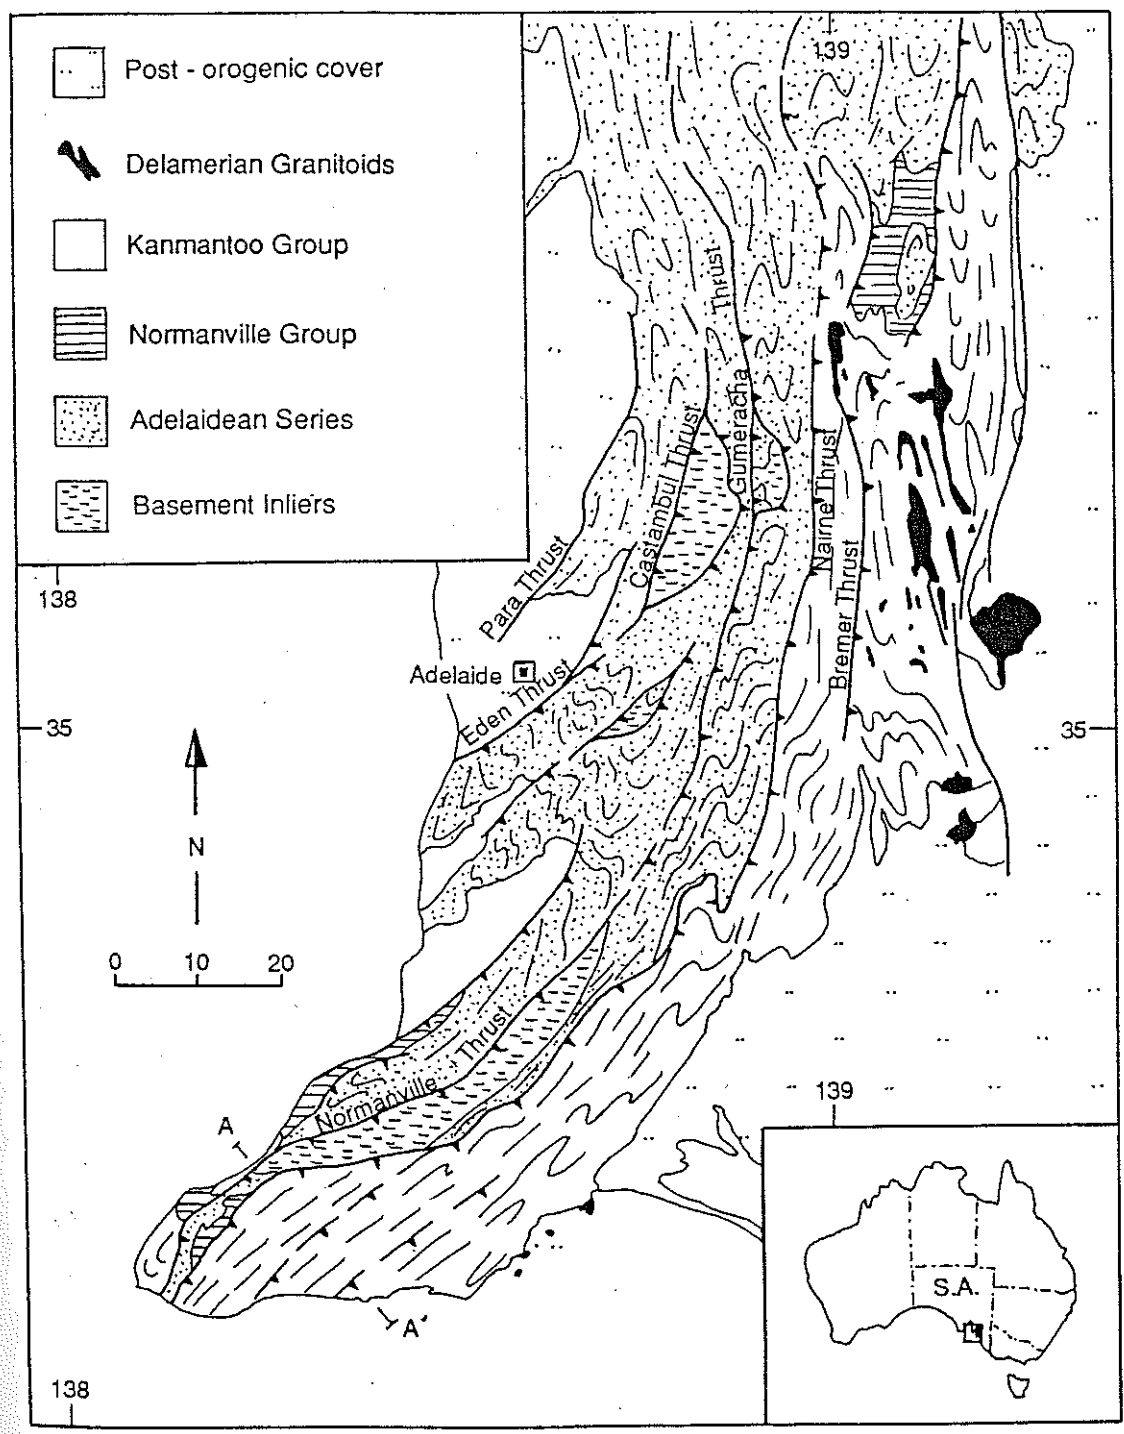 Post - orogenic cover
Delamerian Granitoids
Kanmantoo Group
Normanville Group
Adelaidean Series
Basement Inliers
139
Thrust
Gumeracha
Castambul Thrust
Nairne Thrust
Bremer Thrust
Para Thrust
138
Adelaide
Eden Thrust
35
35
N
0 10 20
Normanville Thrust
139
A
A'
S.A.
138